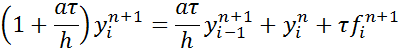 (1 + aτ/h) y_i^{n+1} = aτ/h y_{i−1}^{n+1} + y_i^n + τf_i^{n+1}